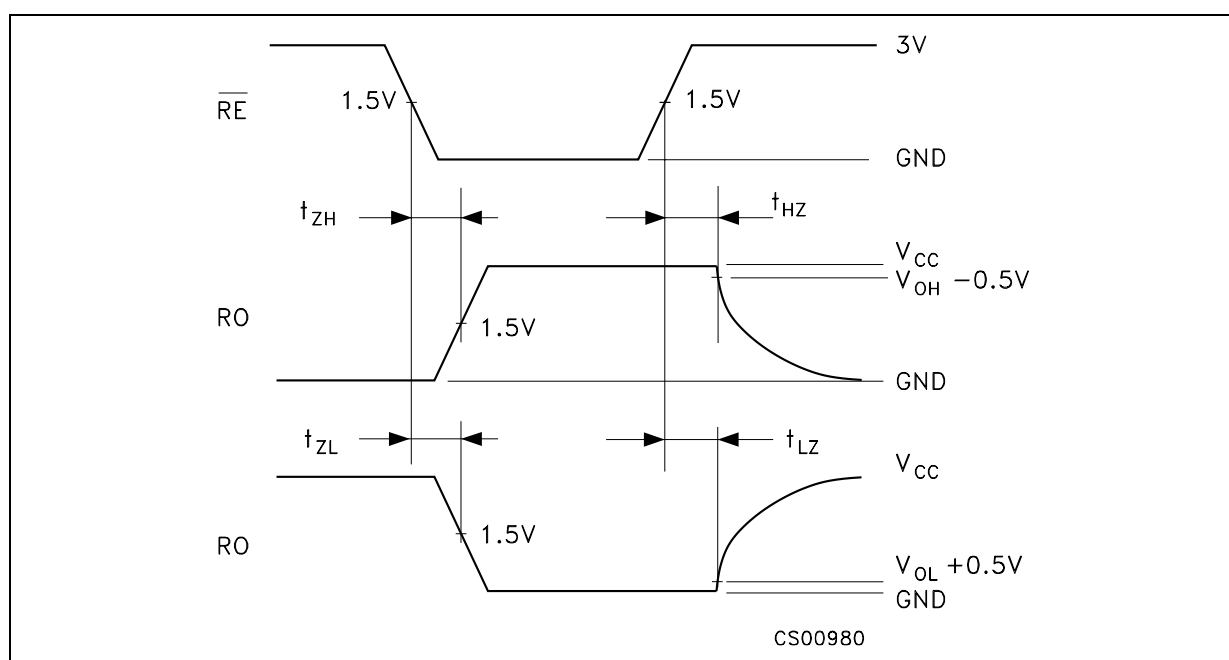 3V
1.5V
1.5V
RE
GND
tZH
tHZ
VCC
VOH −0.5V
RO
1.5V
GND
tZL
tLZ
VCC
1.5V
RO
VOL +0.5V
GND
CS00980